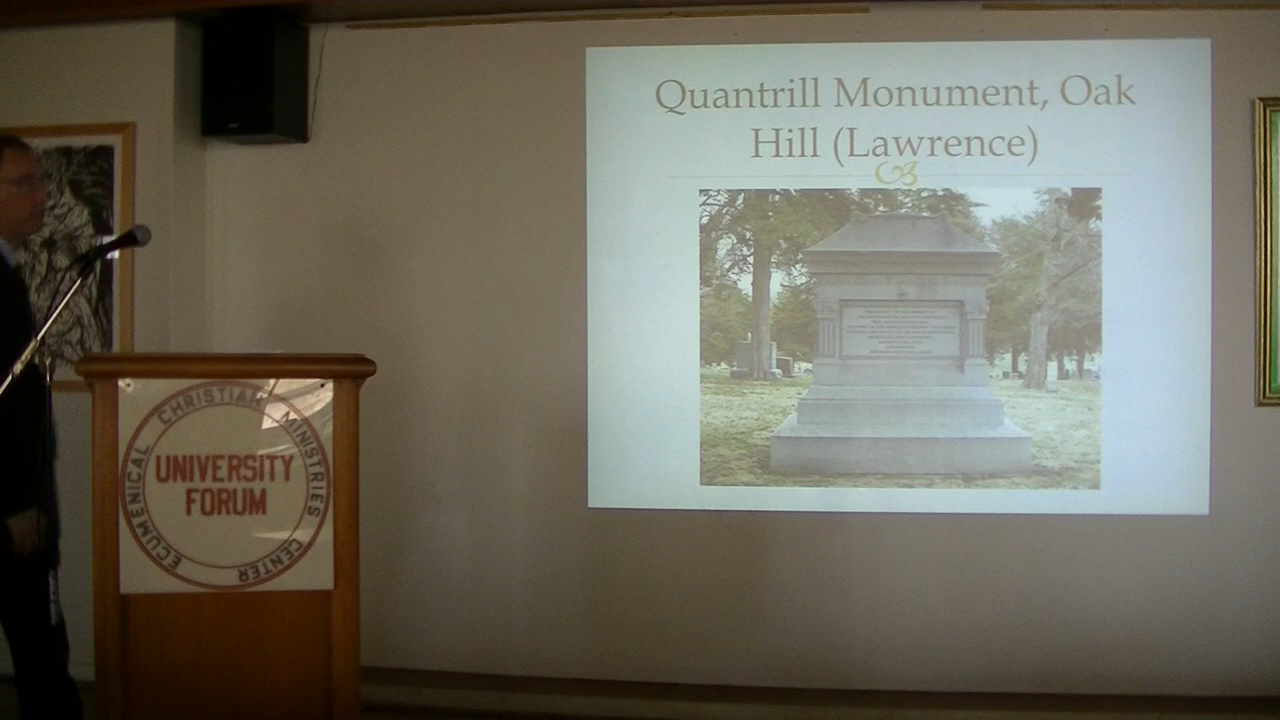 Quantrill Monument, Oak
Hill (Lawrence)
ECUMENICAL CHRISTIAN MINISTRIES CENTER
UNIVERSITY
FORUM